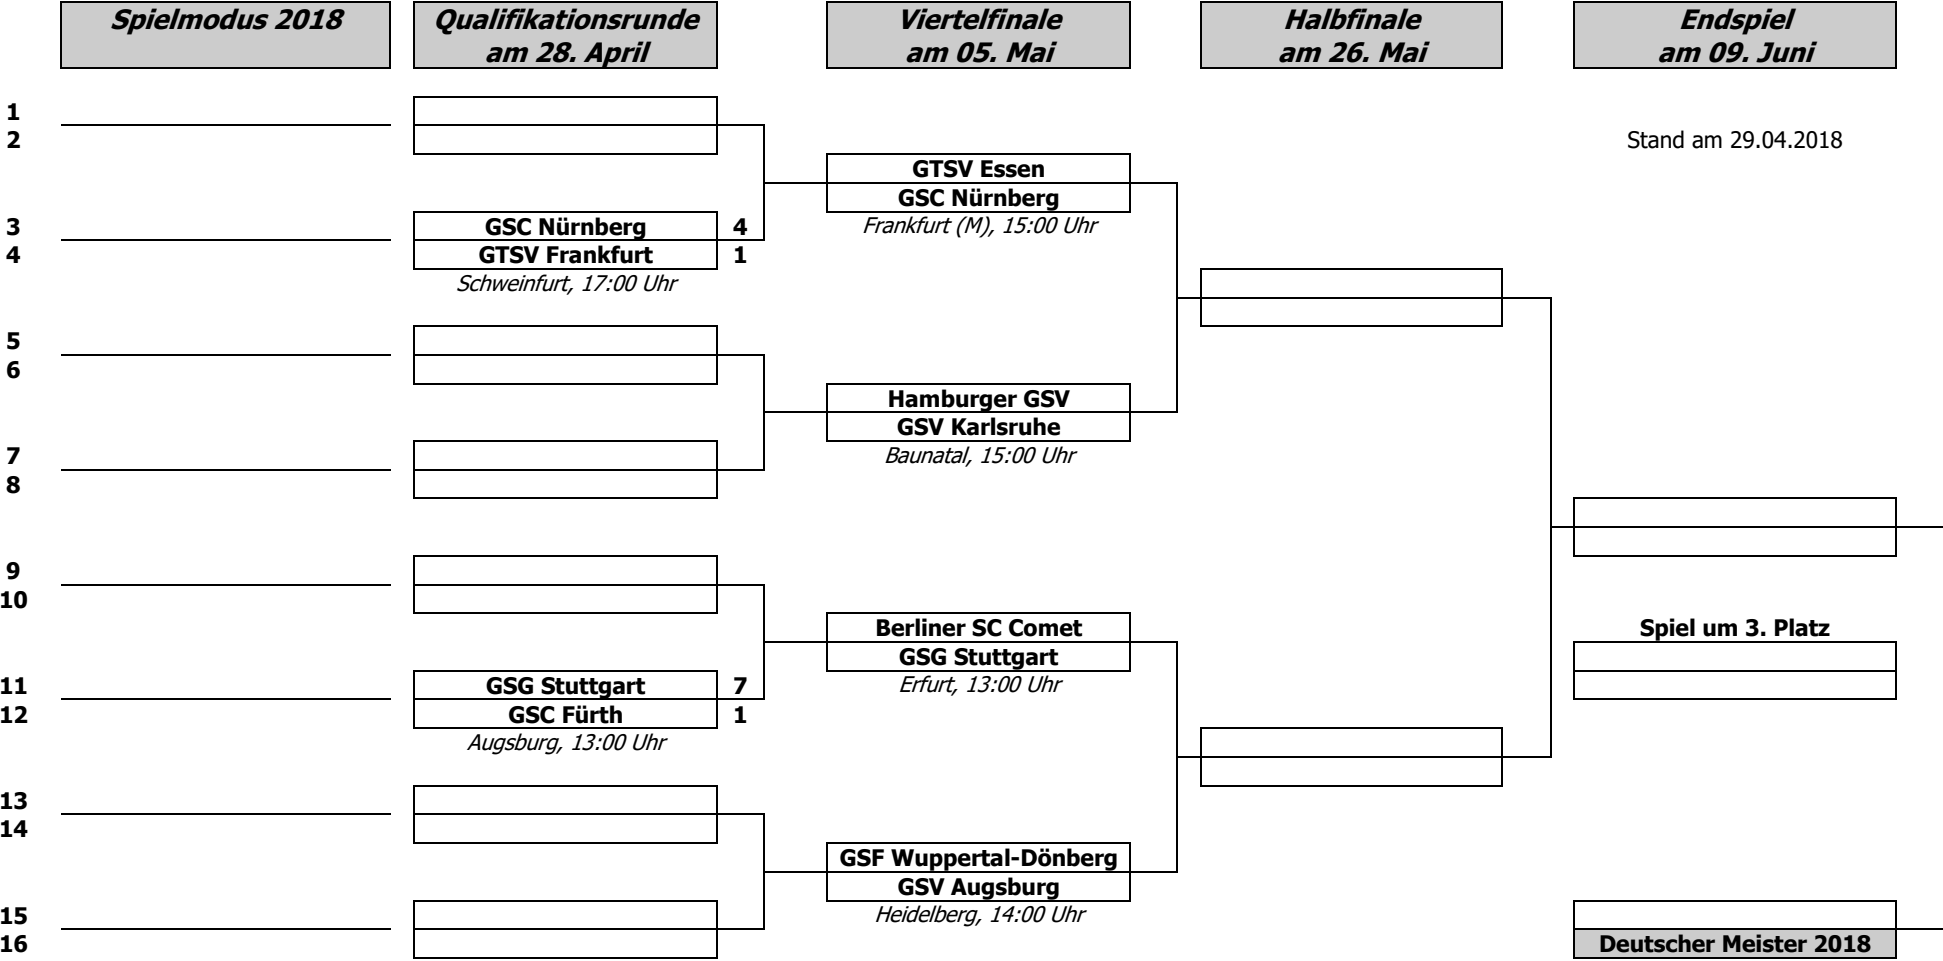 Spielmodus 2018
Qualifikationsrunde
am 28. April
Viertelfinale
am 05. Mai
Halbfinale
am 26. Mai
Endspiel
am 09. Juni
1
2
Stand am 29.04.2018
GTSV Essen
GSC Nürnberg
Frankfurt (M), 15:00 Uhr
3
GSC Nürnberg 4
4
GTSV Frankfurt 1
Schweinfurt, 17:00 Uhr
5
6
Hamburger GSV
GSV Karlsruhe
Baunatal, 15:00 Uhr
7
8
9
10
Berliner SC Comet
GSG Stuttgart
Erfurt, 13:00 Uhr
Spiel um 3. Platz
11
GSG Stuttgart 7
12
GSC Fürth 1
Augsburg, 13:00 Uhr
13
14
GSF Wuppertal-Dönberg
GSV Augsburg
Heidelberg, 14:00 Uhr
15
16
Deutscher Meister 2018